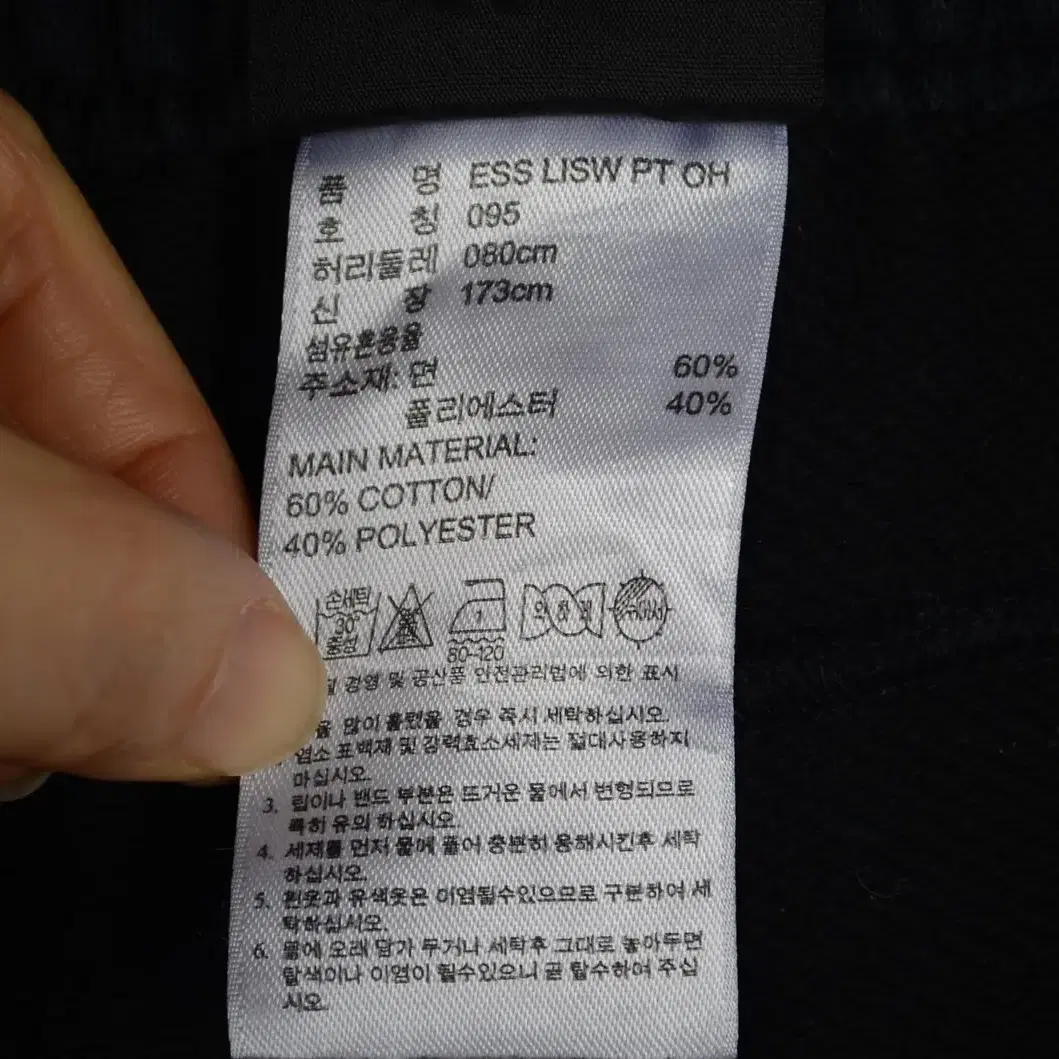 품 명 ESS LISW PT OH
호 칭 095
허리둘레 080cm
신 장 173cm
섬유혼용율
주소재: 면 60%
폴리에스터 40%
MAIN MATERIAL:
60% COTTON/
40% POLYESTER
손세탁
30°
중성
1
80-120
경영 및 공산품 안전관리법에 의한 표시
많이 흘렸을 경우 즉시 세탁하십시오.
염소 표백제 및 강력효소세제는 절대사용하지
마십시오.
3. 립이나 밴드 부분은 뜨거운 물에서 변형되므로
특히 유의 하십시오.
4. 세제를 먼저 물에 풀어 충분히 용해시킨후 세탁
하십시오.
5. 흰옷과 유색옷은 이염될수있으므로 구분하여 세
탁하십시오.
6. 물에 오래 담가 두거나 세탁후 그대로 놓아두면
탈색이나 이염이 될수있으니 곧 탈수하여 주십
시오.